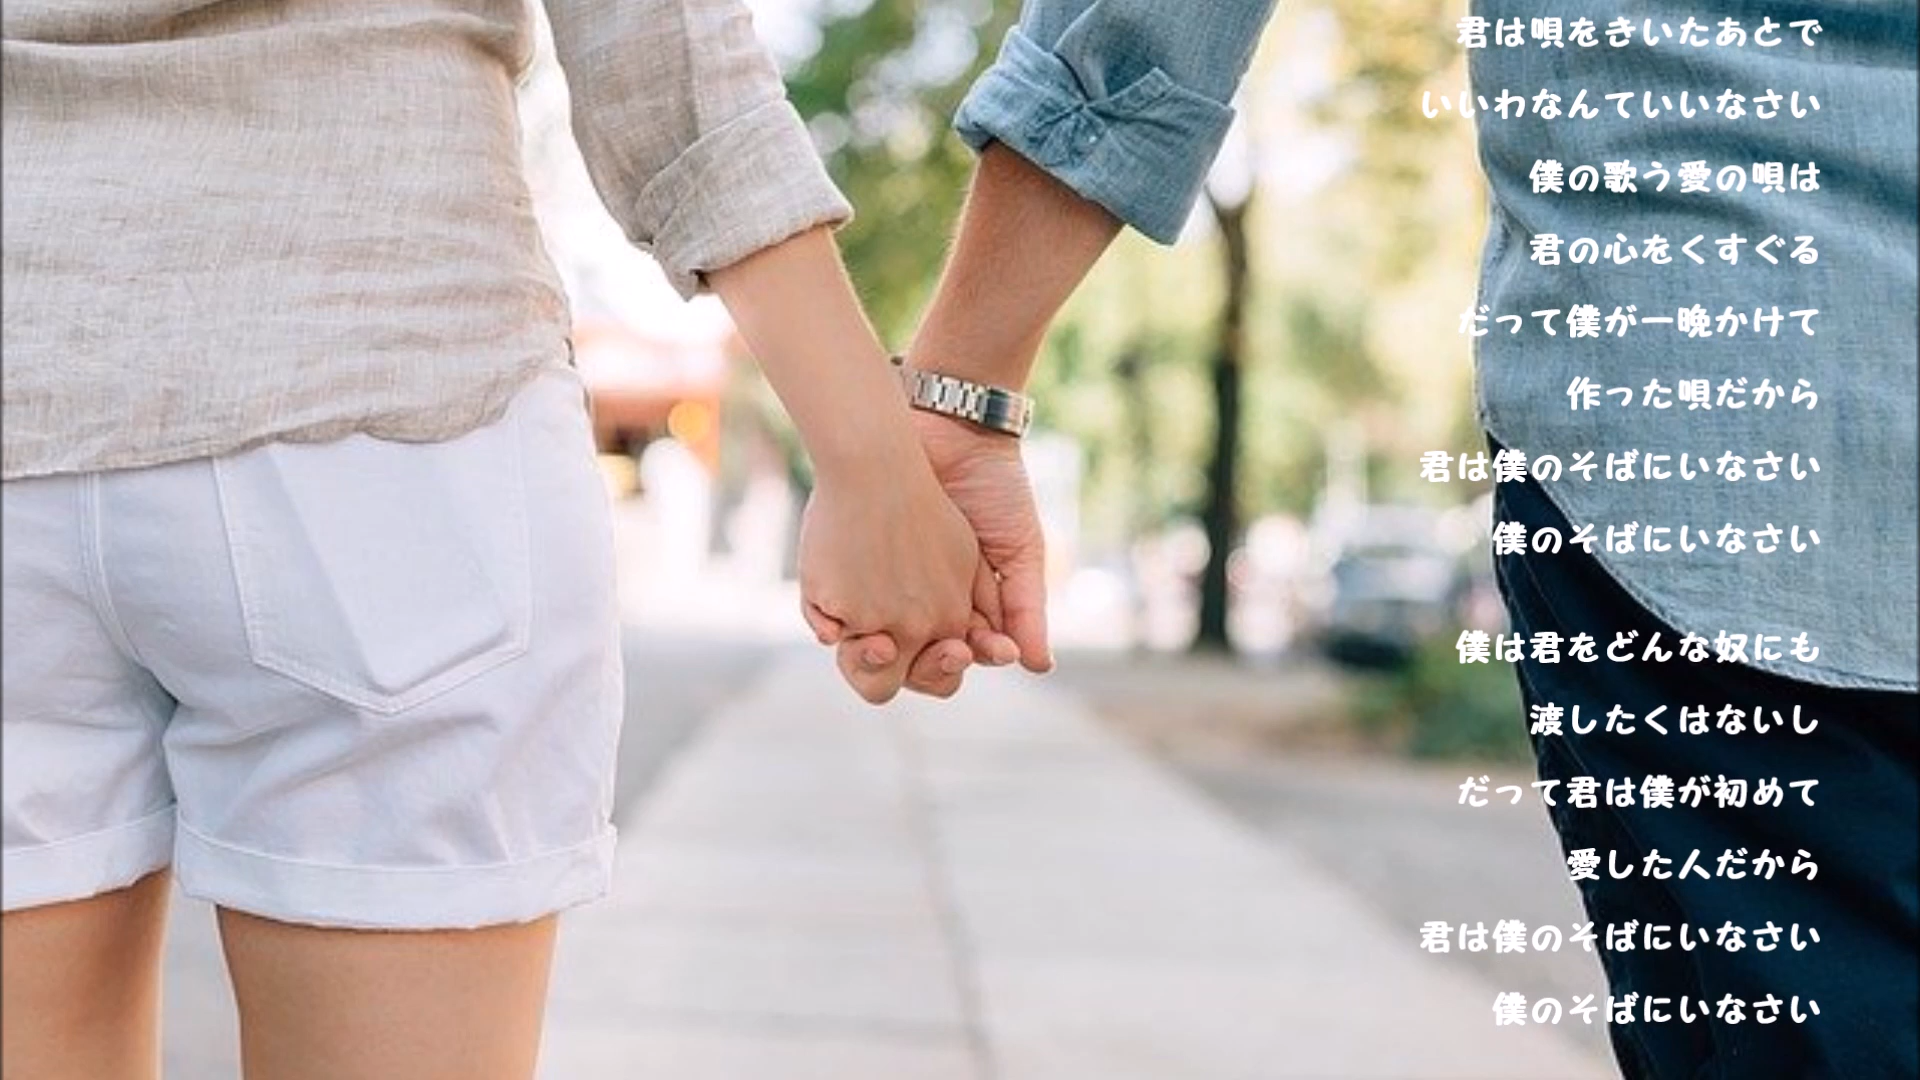 君は唄をきいたあとで
いいわなんていいなさい
僕の歌う愛の唄は
君の心をくすぐる
だって僕が一晩かけて
作った唄だから
君は僕のそばにいなさい
僕のそばにいなさい
僕は君をどんな奴にも
渡したくはないし
だって君は僕が初めて
愛した人だから
君は僕のそばにいなさい
僕のそばにいなさい